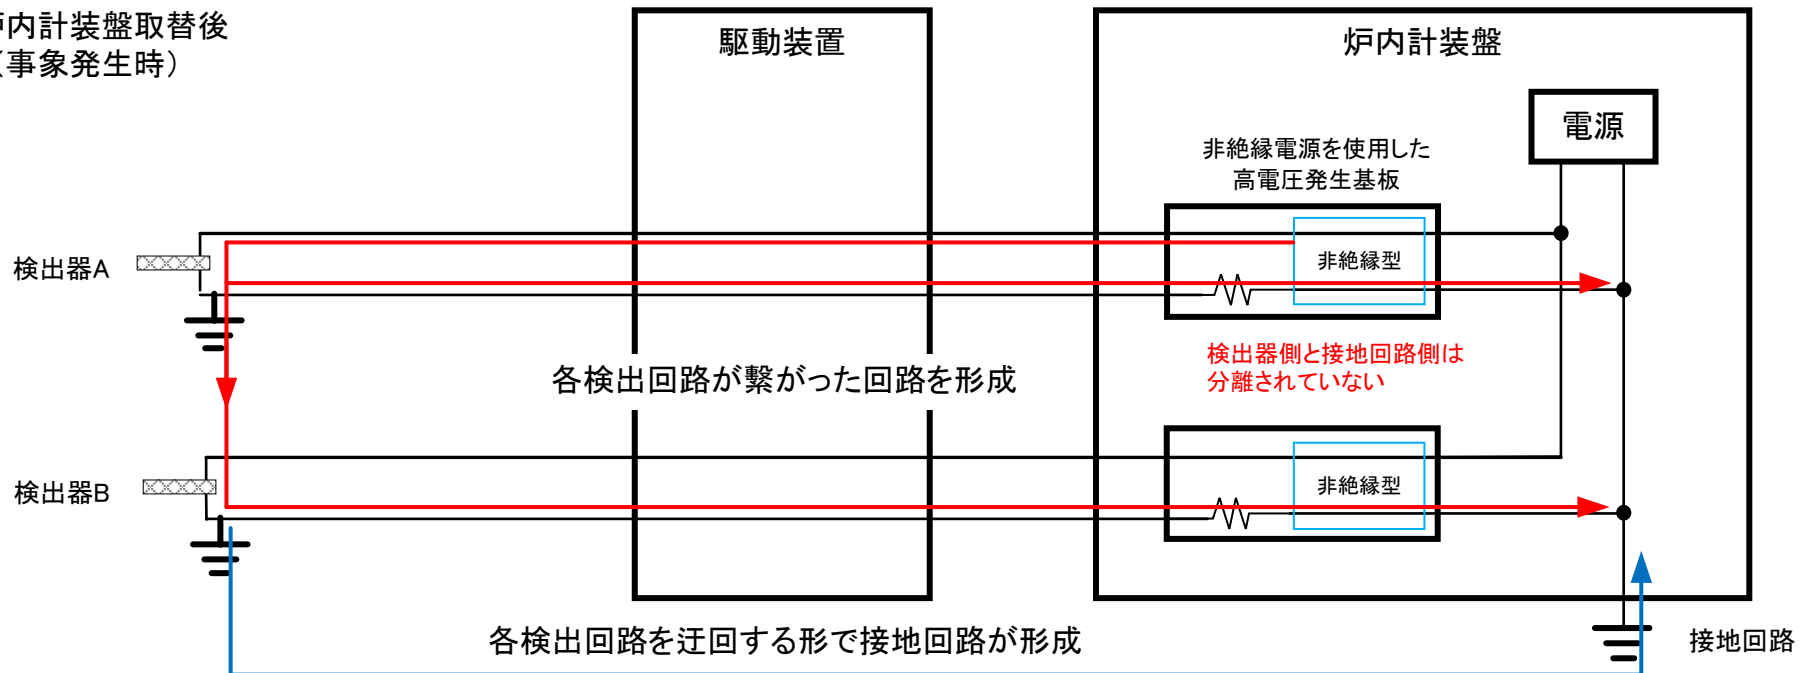 炉内計装盤取替後
（事象発生時）
駆動装置
炉内計装盤
電源
非絶縁電源を使用した
高電圧発生基板
検出器A
非絶縁型
検出器側と接地回路側は
分離されていない
各検出回路が繋がった回路を形成
検出器B
非絶縁型
各検出回路を迂回する形で接地回路が形成
接地回路